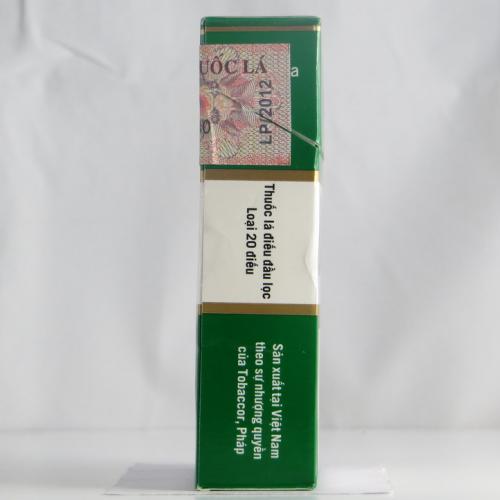 UỐC LÁ
LP/2012
Thuốc lá điếu đầu lọc
Loại 20 điếu
Sản xuất tại Việt Nam
theo sự nhượng quyền
của Tobaccor, Pháp